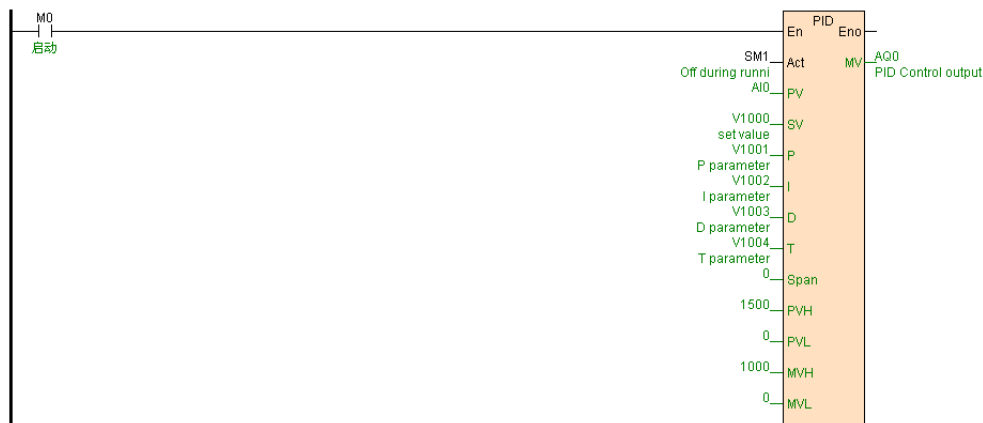 M0
启动
PID
En Eno
SM1 Act MV AQ0
Off during runni PID Control output
AI0 PV
V1000 SV
set value
V1001 P
P parameter
V1002 I
I parameter
V1003 D
D parameter
V1004 T
T parameter
0 Span
1500 PVH
0 PVL
1000 MVH
0 MVL